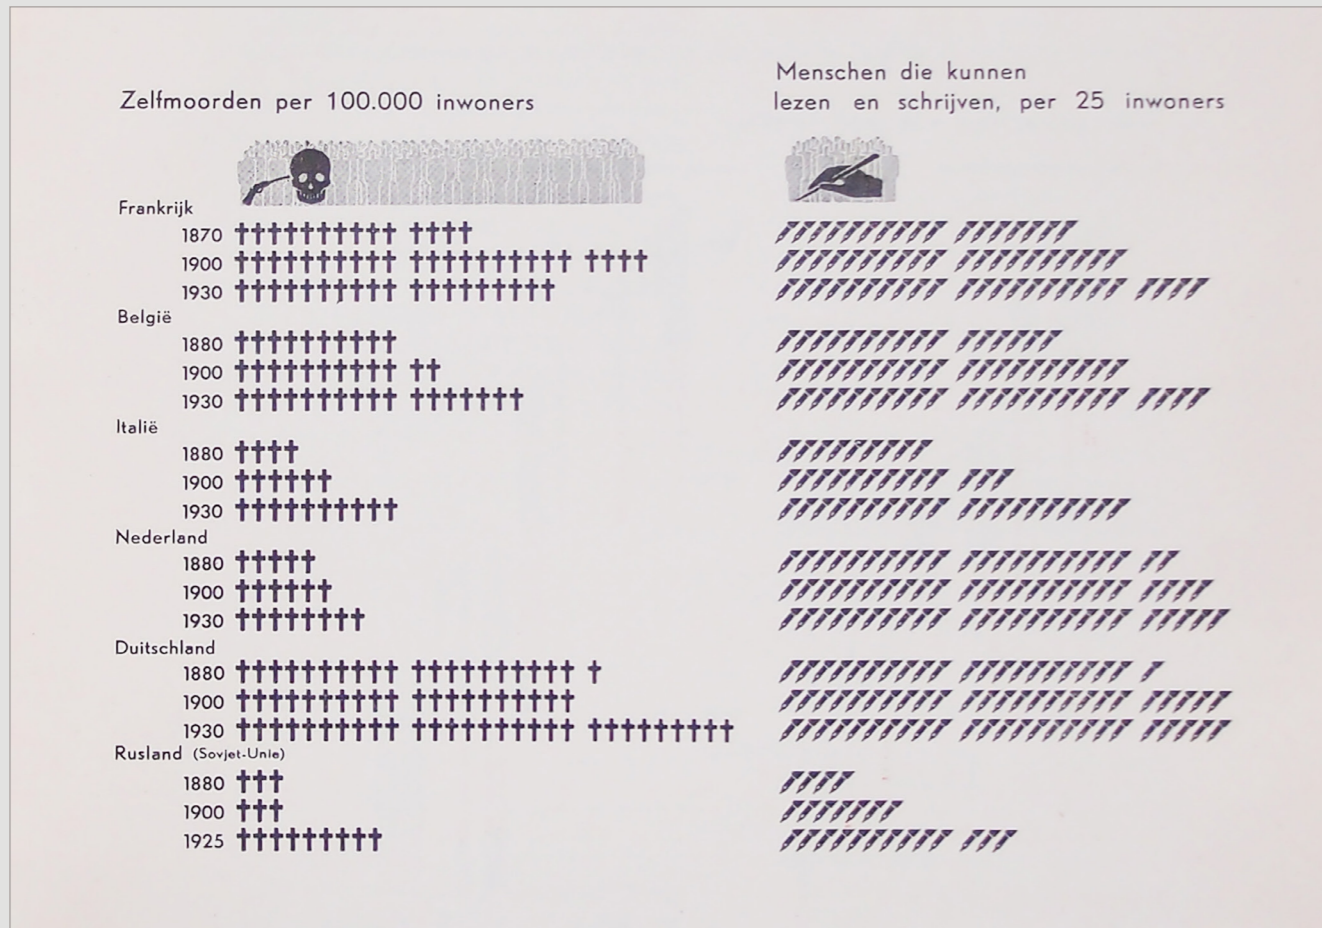 Zelfmoorden per 100.000 inwoners
Menschen die kunnen
lezen en schrijven, per 25 inwoners
Frankrijk
1870
1900
1930
België
1880
1900
1930
Italië
1880
1900
1930
Nederland
1880
1900
1930
Duitschland
1880
1900
1930
Rusland (Sovjet-Unie)
1880
1900
1925